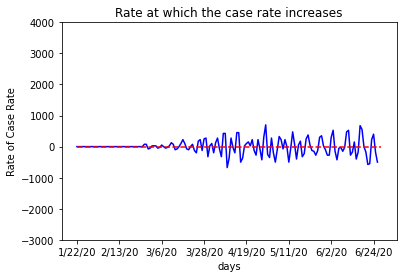 Rate at which the case rate increases
4000
3000
2000
1000
0
-1000
-2000
-3000
Rate of Case Rate
1/22/20 2/13/20 3/6/20 3/28/20 4/19/20 5/11/20 6/2/20 6/24/20
days